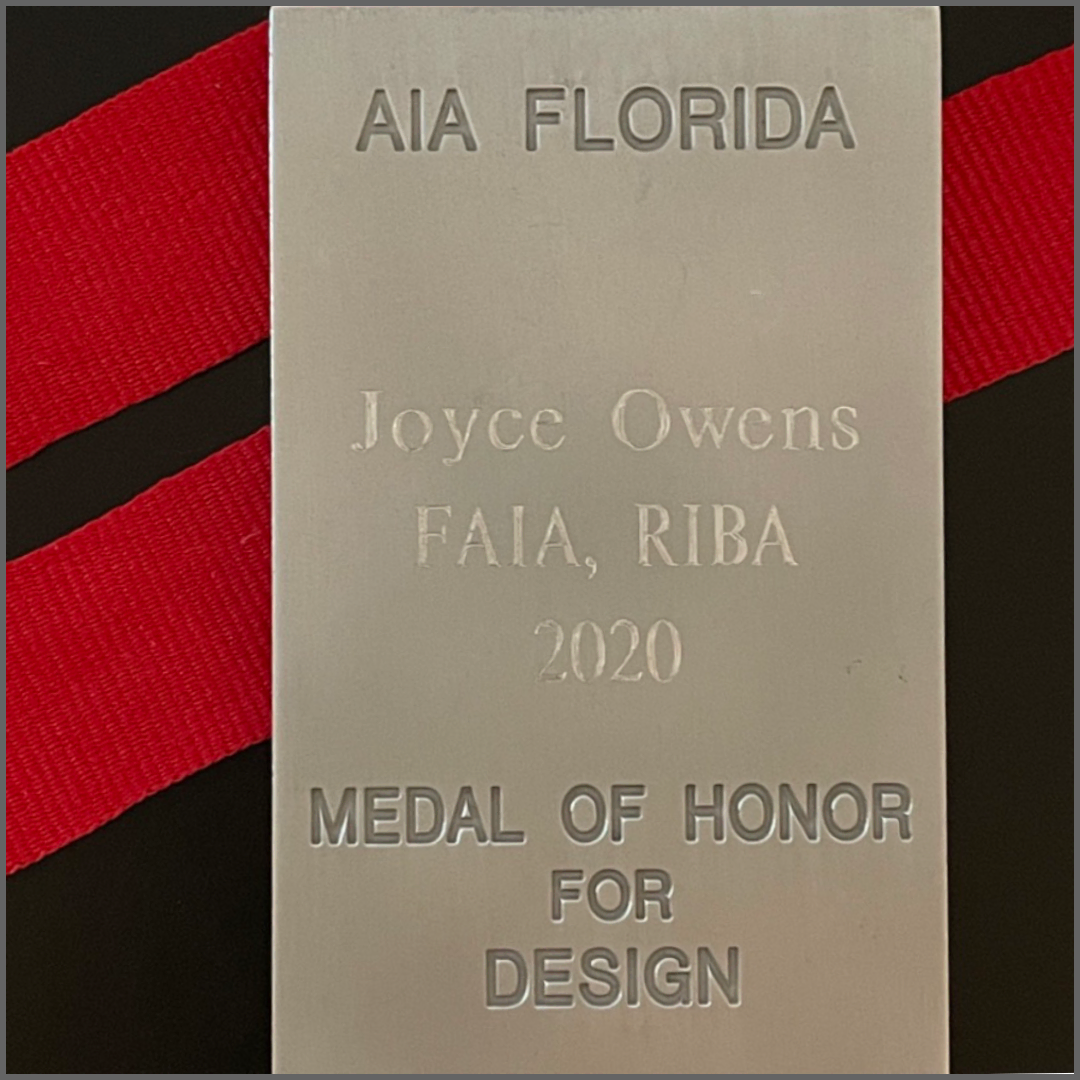 AIA FLORIDA
Joyce Owens
FAIA, RIBA
2020
MEDAL OF HONOR
FOR
DESIGN